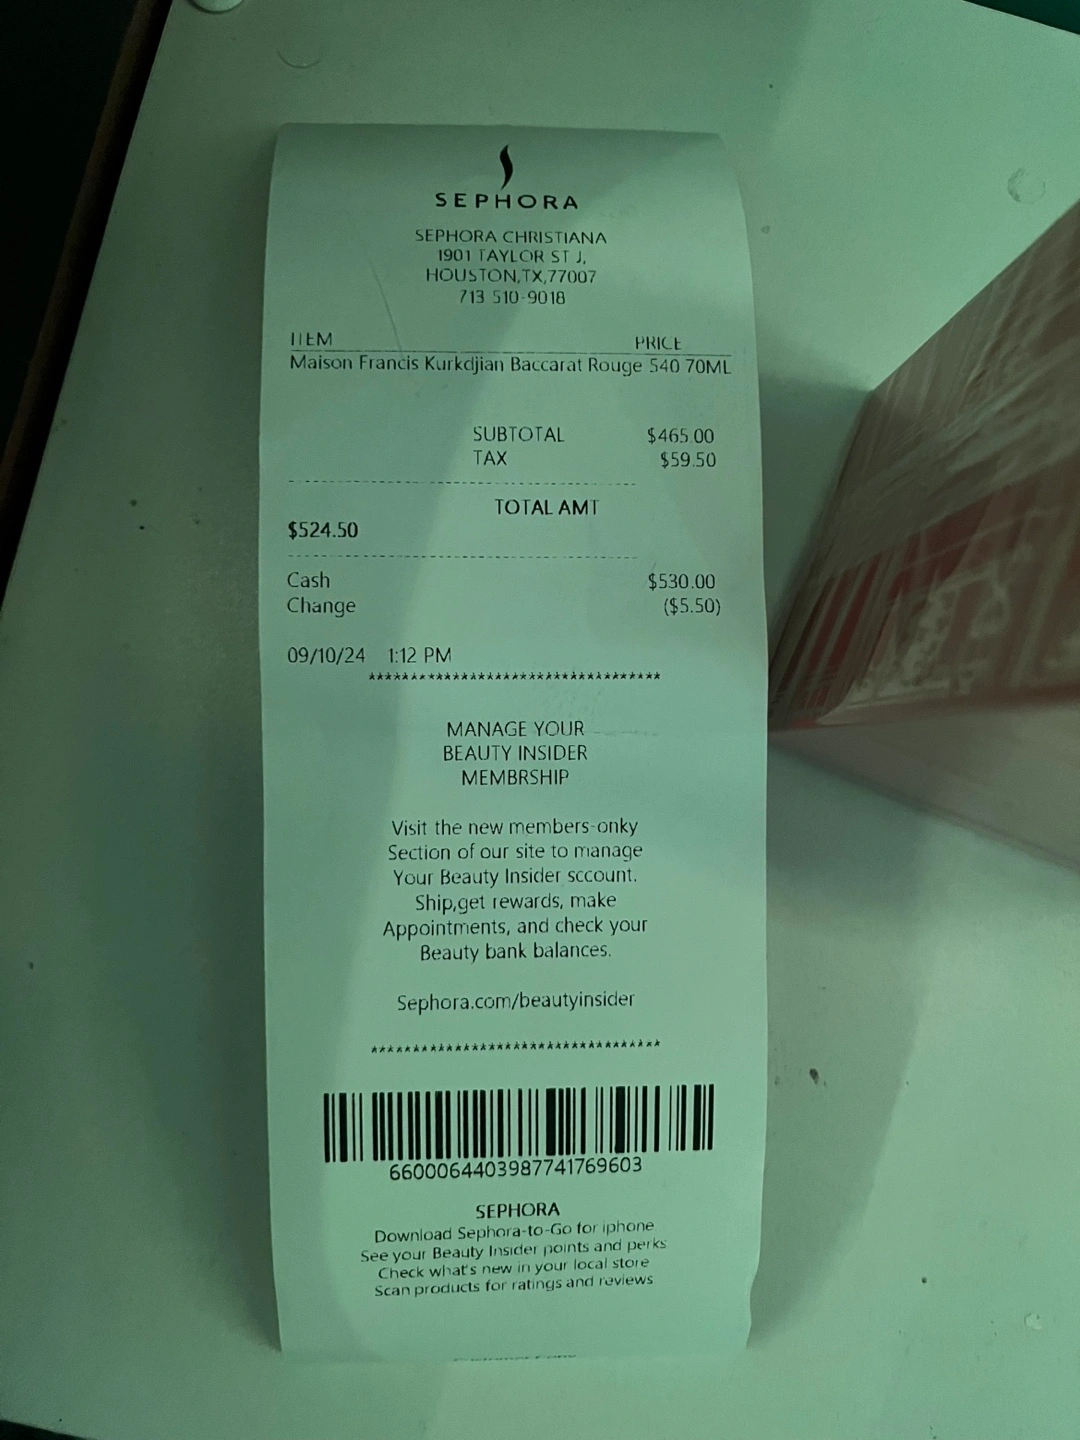 SEPHORA
SEPHORA CHRISTIANA
1901 TAYLOR ST J,
HOUSTON,TX,77007
713 510-9018
ITEM PRICE
Maison Francis Kurkdjian Baccarat Rouge 540 70ML
SUBTOTAL $465.00
TAX $59.50
TOTAL AMT
$524.50
Cash $530.00
Change ($5.50)
09/10/24 1:12 PM
***********************************
MANAGE YOUR
BEAUTY INSIDER
MEMBRSHIP
Visit the new members-onky
Section of our site to manage
Your Beauty Insider sccount.
Ship,get rewards, make
Appointments, and check your
Beauty bank balances.
Sephora.com/beautyinsider
***********************************
6600064403987741769603
SEPHORA
Download Sephora-to-Go for iphone
See your Beauty Insider points and perks
Check what's new in your local store
Scan products for ratings and reviews